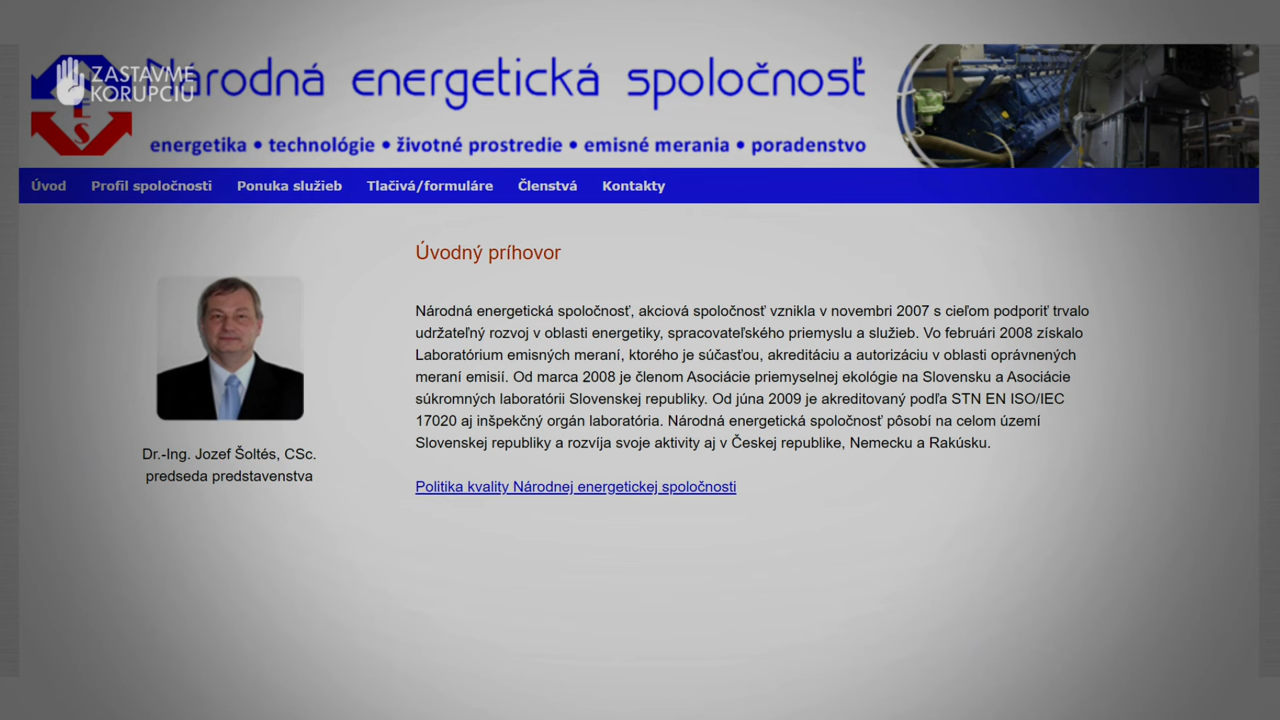 ZASTAVME
KORUPCIU
Národná energetická spoločnosť
energetika • technológie • životné prostredie • emisné merania • poradenstvo
Úvod Profil spoločnosti Ponuka služieb Tlačivá/formuláre Členstvá Kontakty
Úvodný príhovor
Národná energetická spoločnosť, akciová spoločnosť vznikla v novembri 2007 s cieľom podporiť trvalo
udržateľný rozvoj v oblasti energetiky, spracovateľského priemyslu a služieb. Vo februári 2008 získalo
Laboratórium emisných meraní, ktorého je súčasťou, akreditáciu a autorizáciu v oblasti oprávnených
meraní emisií. Od marca 2008 je členom Asociácie priemyselnej ekológie na Slovensku a Asociácie
súkromných laboratórii Slovenskej republiky. Od júna 2009 je akreditovaný podľa STN EN ISO/IEC
17020 aj inšpekčný orgán laboratória. Národná energetická spoločnosť pôsobí na celom území
Slovenskej republiky a rozvíja svoje aktivity aj v Českej republike, Nemecku a Rakúsku.
Politika kvality Národnej energetickej spoločnosti
Dr.-Ing. Jozef Šoltés, CSc.
predseda predstavenstva